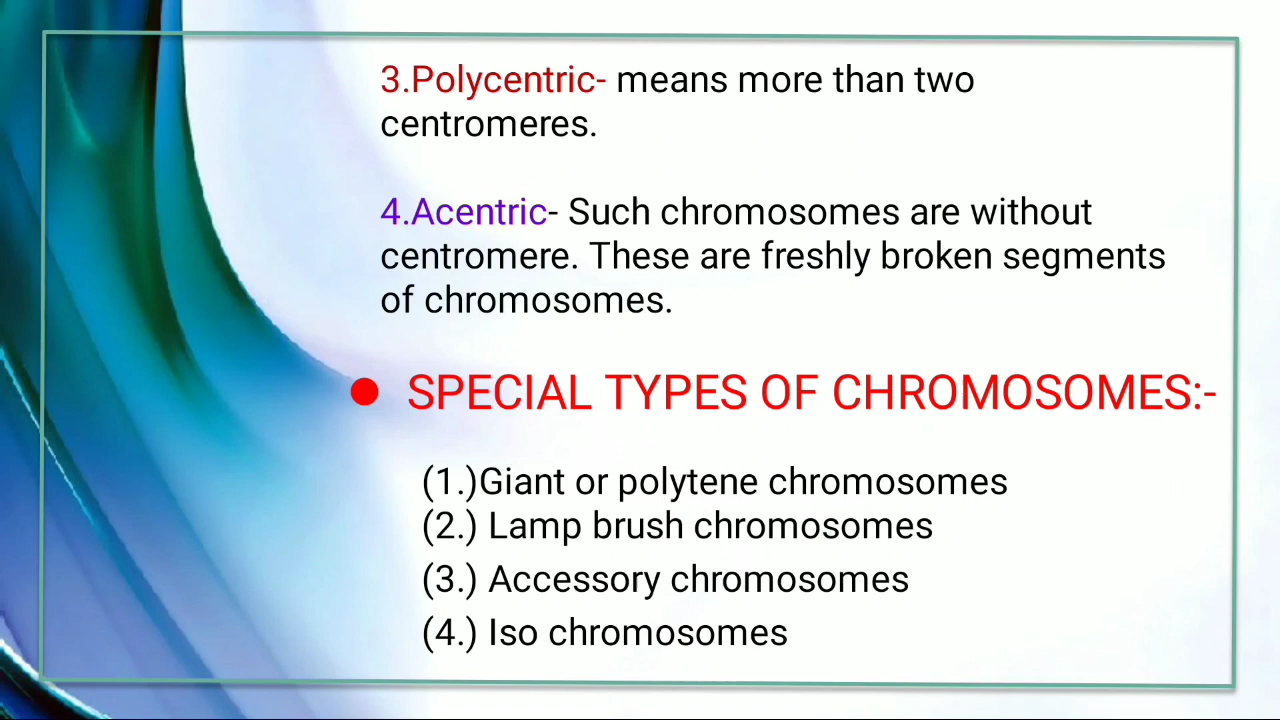 3.Polycentric- means more than two
centromeres.
4.Acentric- Such chromosomes are without
centromere. These are freshly broken segments
of chromosomes.
● SPECIAL TYPES OF CHROMOSOMES:-
(1.)Giant or polytene chromosomes
(2.) Lamp brush chromosomes
(3.) Accessory chromosomes
(4.) Iso chromosomes